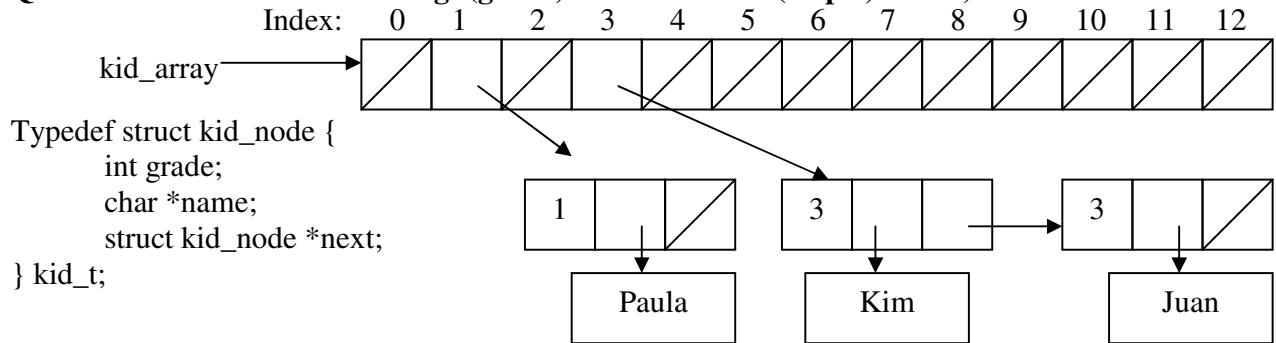 Index: 0 1 2 3 4 5 6 7 8 9 10 11 12
kid_array
Typedef struct kid_node {
int grade;
char *name;
struct kid_node *next;
} kid_t;
1
3
3
Paula
Kim
Juan